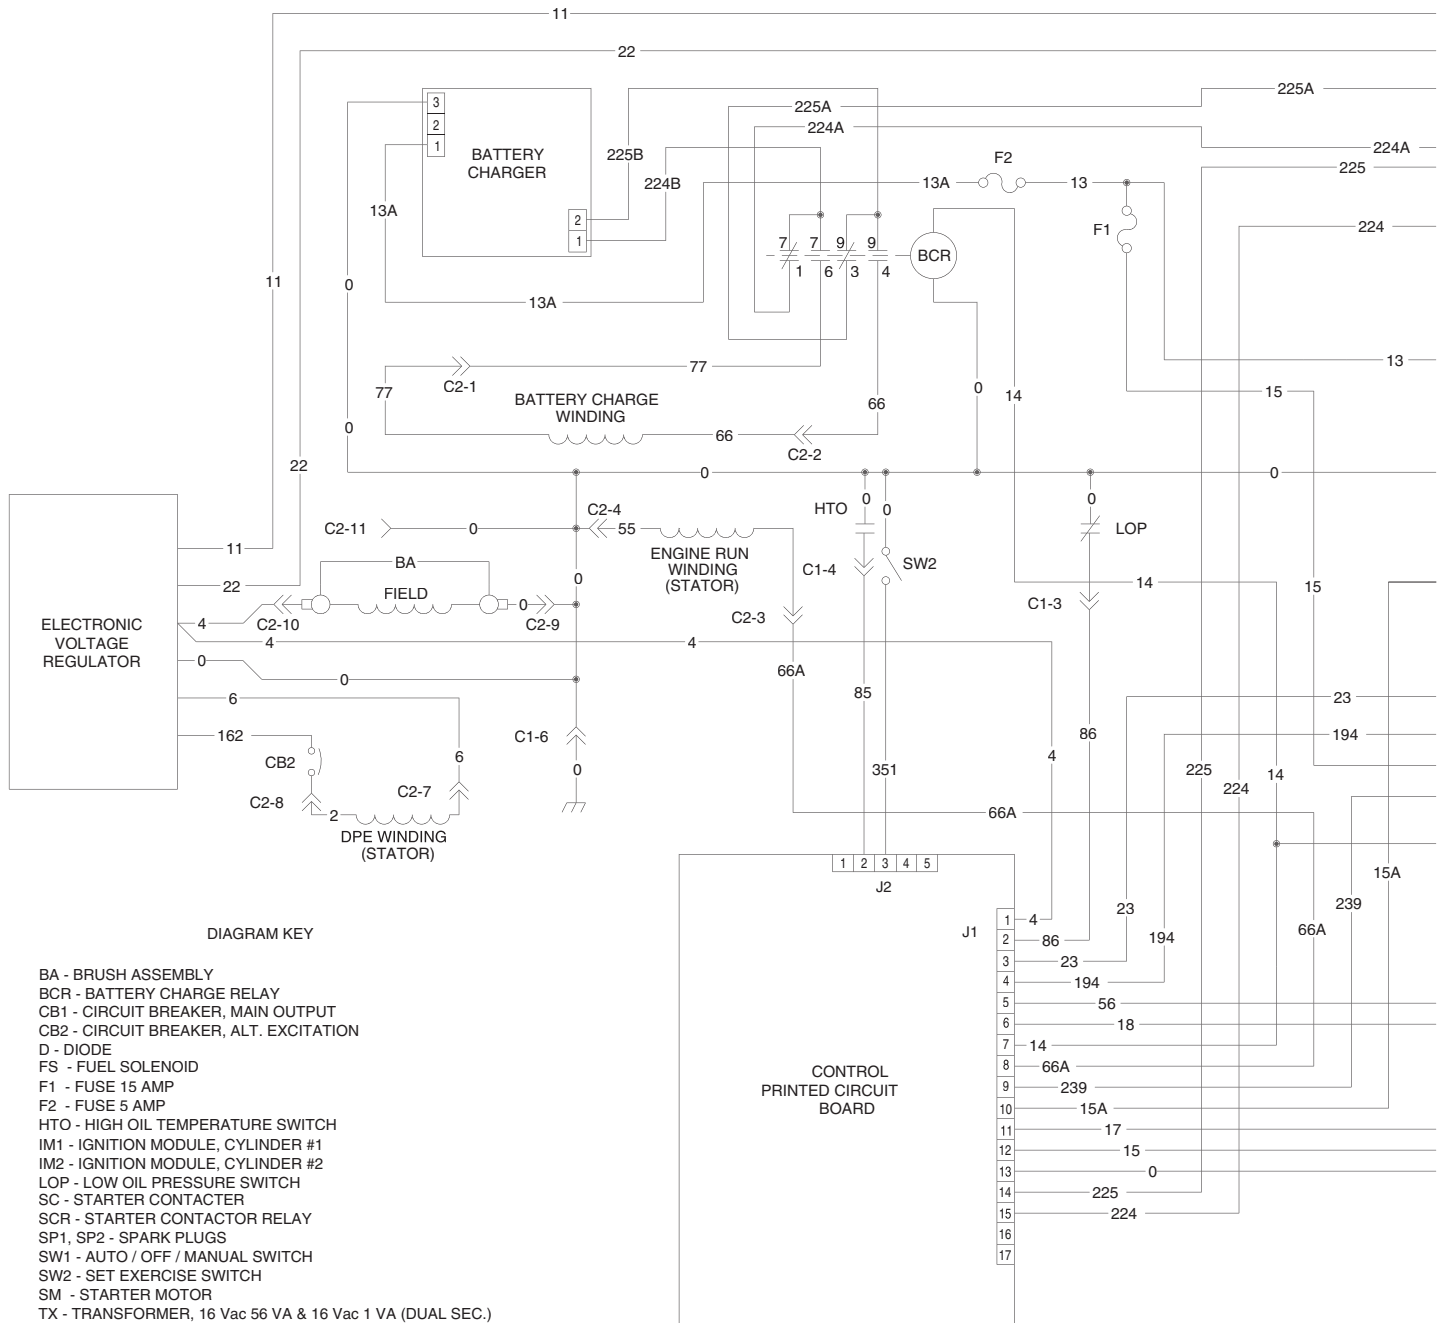 11
22
225A
225A
224A
224A
225
3
2
1
BATTERY
CHARGER
225B
F2
224B
13A
13
13A
2
1
F1
224
7
7
9
9
BCR
1
6
3
4
11
0
13A
13
77
C2-1
77
0
14
15
BATTERY CHARGE
WINDING
66
0
66
C2-2
22
0
0
0
0
0
HTO
C2-4
C2-11
0
55
LOP
11
BA
ENGINE RUN
WINDING
(STATOR)
C1-4
SW2
22
FIELD
0
14
15
4
C2-10
0
C2-9
C2-3
C1-3
ELECTRONIC
VOLTAGE
REGULATOR
4
4
0
0
66A
6
85
23
162
C1-6
86
194
CB2
6
0
351
4
225
14
C2-8
C2-7
224
2
66A
DPE WINDING
(STATOR)
1 2 3 4 5
J2
15A
239
23
66A
194
J1
DIAGRAM KEY
1
4
2
86
3
23
4
194
5
56
6
18
7
14
8
66A
9
239
10
15A
11
17
12
15
13
0
14
225
15
224
16
17
CONTROL
PRINTED CIRCUIT
BOARD
BA - BRUSH ASSEMBLY
BCR - BATTERY CHARGE RELAY
CB1 - CIRCUIT BREAKER, MAIN OUTPUT
CB2 - CIRCUIT BREAKER, ALT. EXCITATION
D - DIODE
FS - FUEL SOLENOID
F1 - FUSE 15 AMP
F2 - FUSE 5 AMP
HTO - HIGH OIL TEMPERATURE SWITCH
IM1 - IGNITION MODULE, CYLINDER #1
IM2 - IGNITION MODULE, CYLINDER #2
LOP - LOW OIL PRESSURE SWITCH
SC - STARTER CONTACTER
SCR - STARTER CONTACTOR RELAY
SP1, SP2 - SPARK PLUGS
SW1 - AUTO / OFF / MANUAL SWITCH
SW2 - SET EXERCISE SWITCH
SM - STARTER MOTOR
TX - TRANSFORMER, 16 Vac 56 VA & 16 Vac 1 VA (DUAL SEC.)